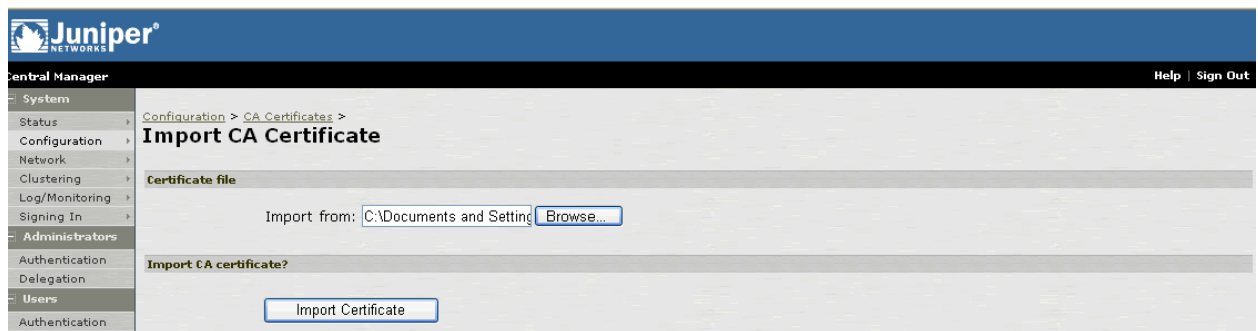 Juniper®
NETWORKS
Central Manager
Help | Sign Out
System
Status
Configuration
Network
Clustering
Log/Monitoring
Signing In
Administrators
Authentication
Delegation
Users
Authentication
Configuration > CA Certificates >
Import CA Certificate
Certificate file
Import from: C:\Documents and Setting Browse...
Import CA certificate?
Import Certificate